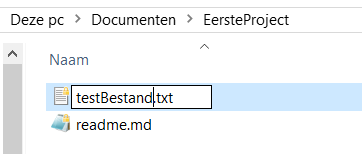 Deze pc > Documenten > EersteProject
Naam
testBestand.txt
readme.md